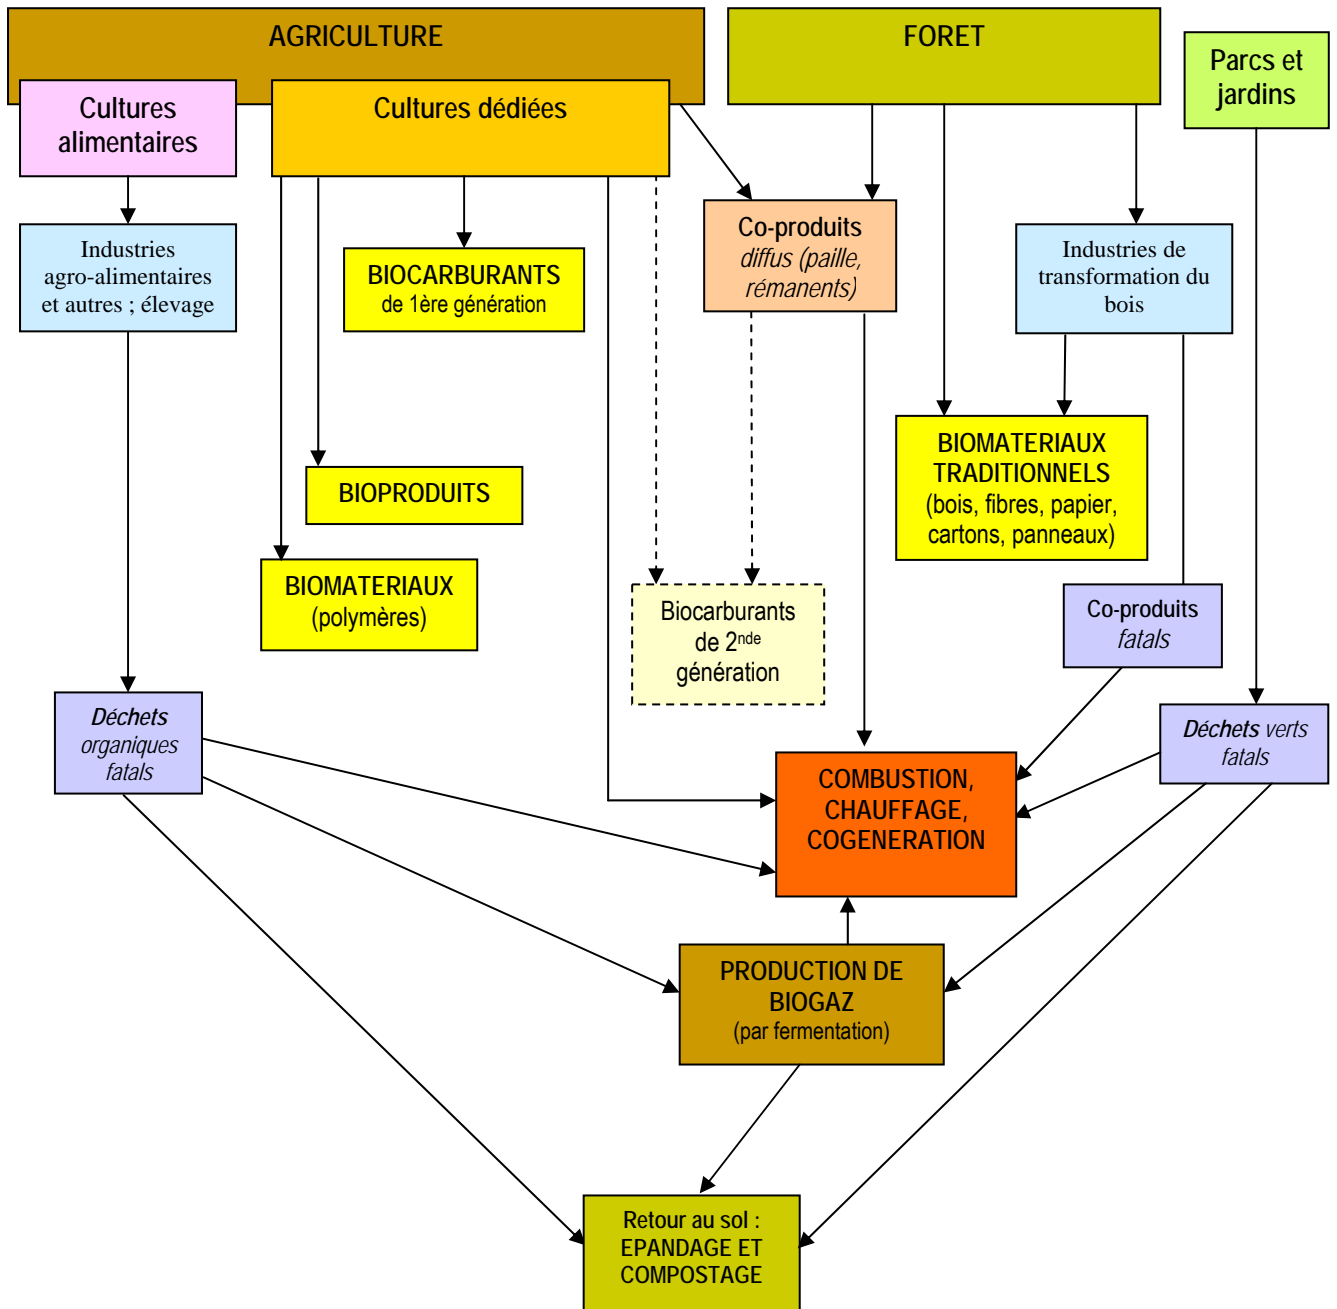 AGRICULTURE
FORET
Parcs et
jardins
Cultures
alimentaires
Cultures dédiées
Industries
agro-alimentaires
et autres ; élevage
BIOCARBURANTS
de 1ère génération
Co-produits
diffus (paille,
rémanents)
Industries de
transformation du
bois
BIOPRODUITS
BIOMATERIAUX
TRADITIONNELS
(bois, fibres, papier,
cartons, panneaux)
BIOMATERIAUX
(polymères)
Biocarburants
de 2nde
génération
Co-produits
fatals
Déchets
organiques
fatals
Déchets verts
fatals
COMBUSTION,
CHAUFFAGE,
COGENERATION
PRODUCTION DE
BIOGAZ
(par fermentation)
Retour au sol :
EPANDAGE ET
COMPOSTAGE